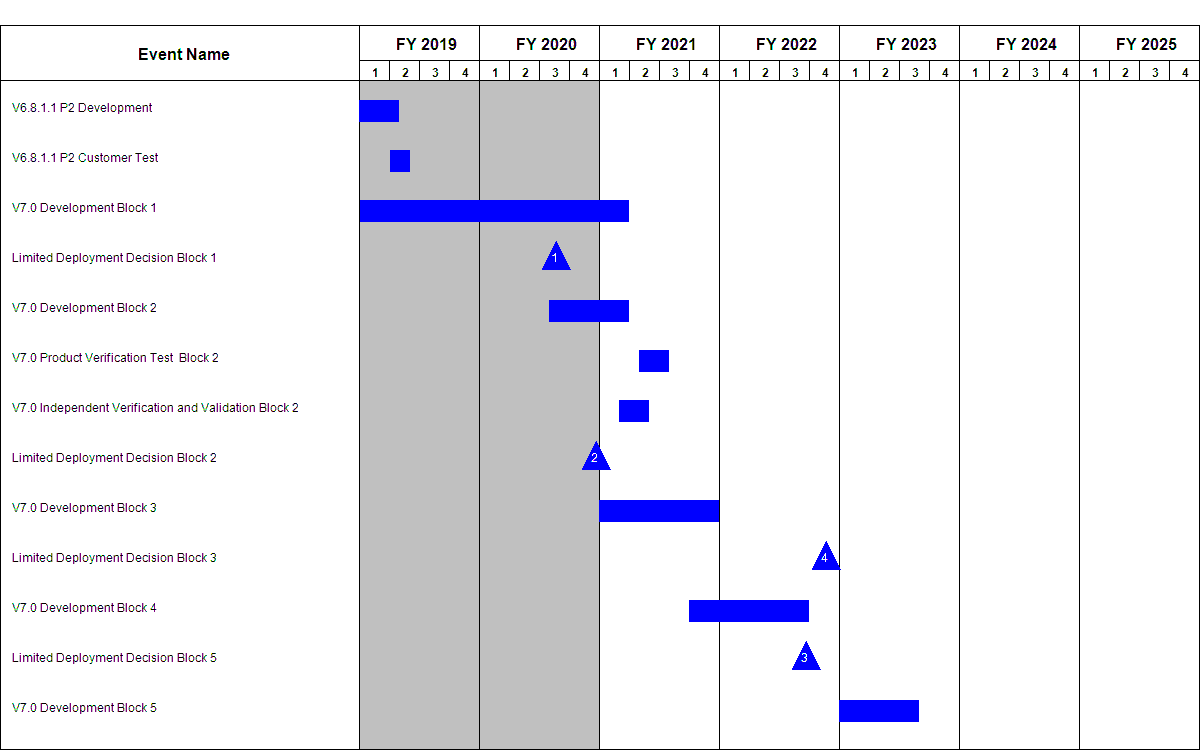 Event Name FY 2019 FY 2020 FY 2021 FY 2022 FY 2023 FY 2024 FY 2025
1 2 3 4 1 2 3 4 1 2 3 4 1 2 3 4 1 2 3 4 1 2 3 4 1 2 3 4
V6.8.1.1 P2 Development
V6.8.1.1 P2 Customer Test
V7.0 Development Block 1
Limited Deployment Decision Block 1 1
V7.0 Development Block 2
V7.0 Product Verification Test Block 2
V7.0 Independent Verification and Validation Block 2
Limited Deployment Decision Block 2 2
V7.0 Development Block 3
Limited Deployment Decision Block 3 4
V7.0 Development Block 4
Limited Deployment Decision Block 5 3
V7.0 Development Block 5